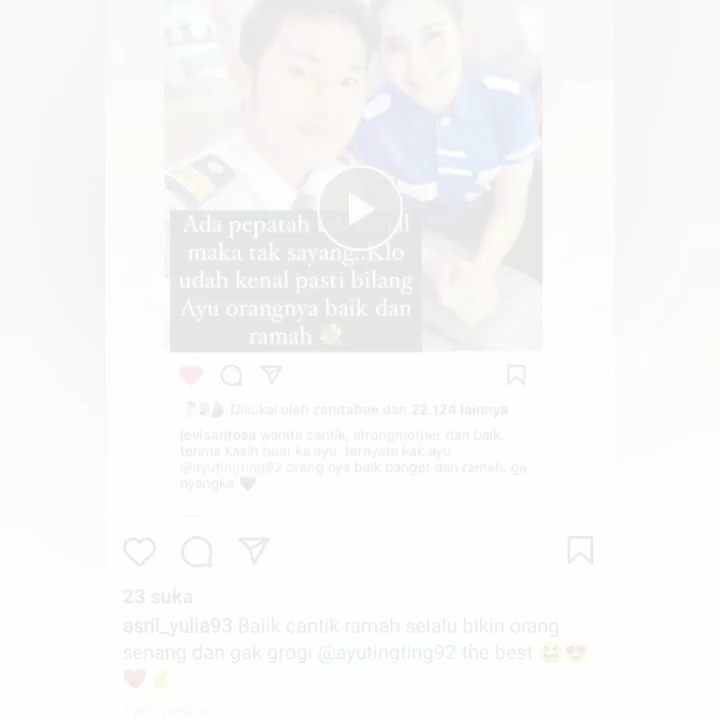 Ada pepatah
maka tak sayang..Klo
udah kenal pasti bilang
Ayu orangnya baik dan
ramah
Disukai oleh zenitabee dan 22.124 lainnya
jevisantosa wanita cantik, strongmother dan baik.
terima kasih buat ka ayu ternyata kak ayu
@ayutingting92 orang nya baik banget dan ramah. ga
nyangka 🖤
23 suka
asril_yulia93 Baiik cantik ramah selalu bikin orang
senang dan gak grogi @ayutingting92 the best 😄😍
❤️